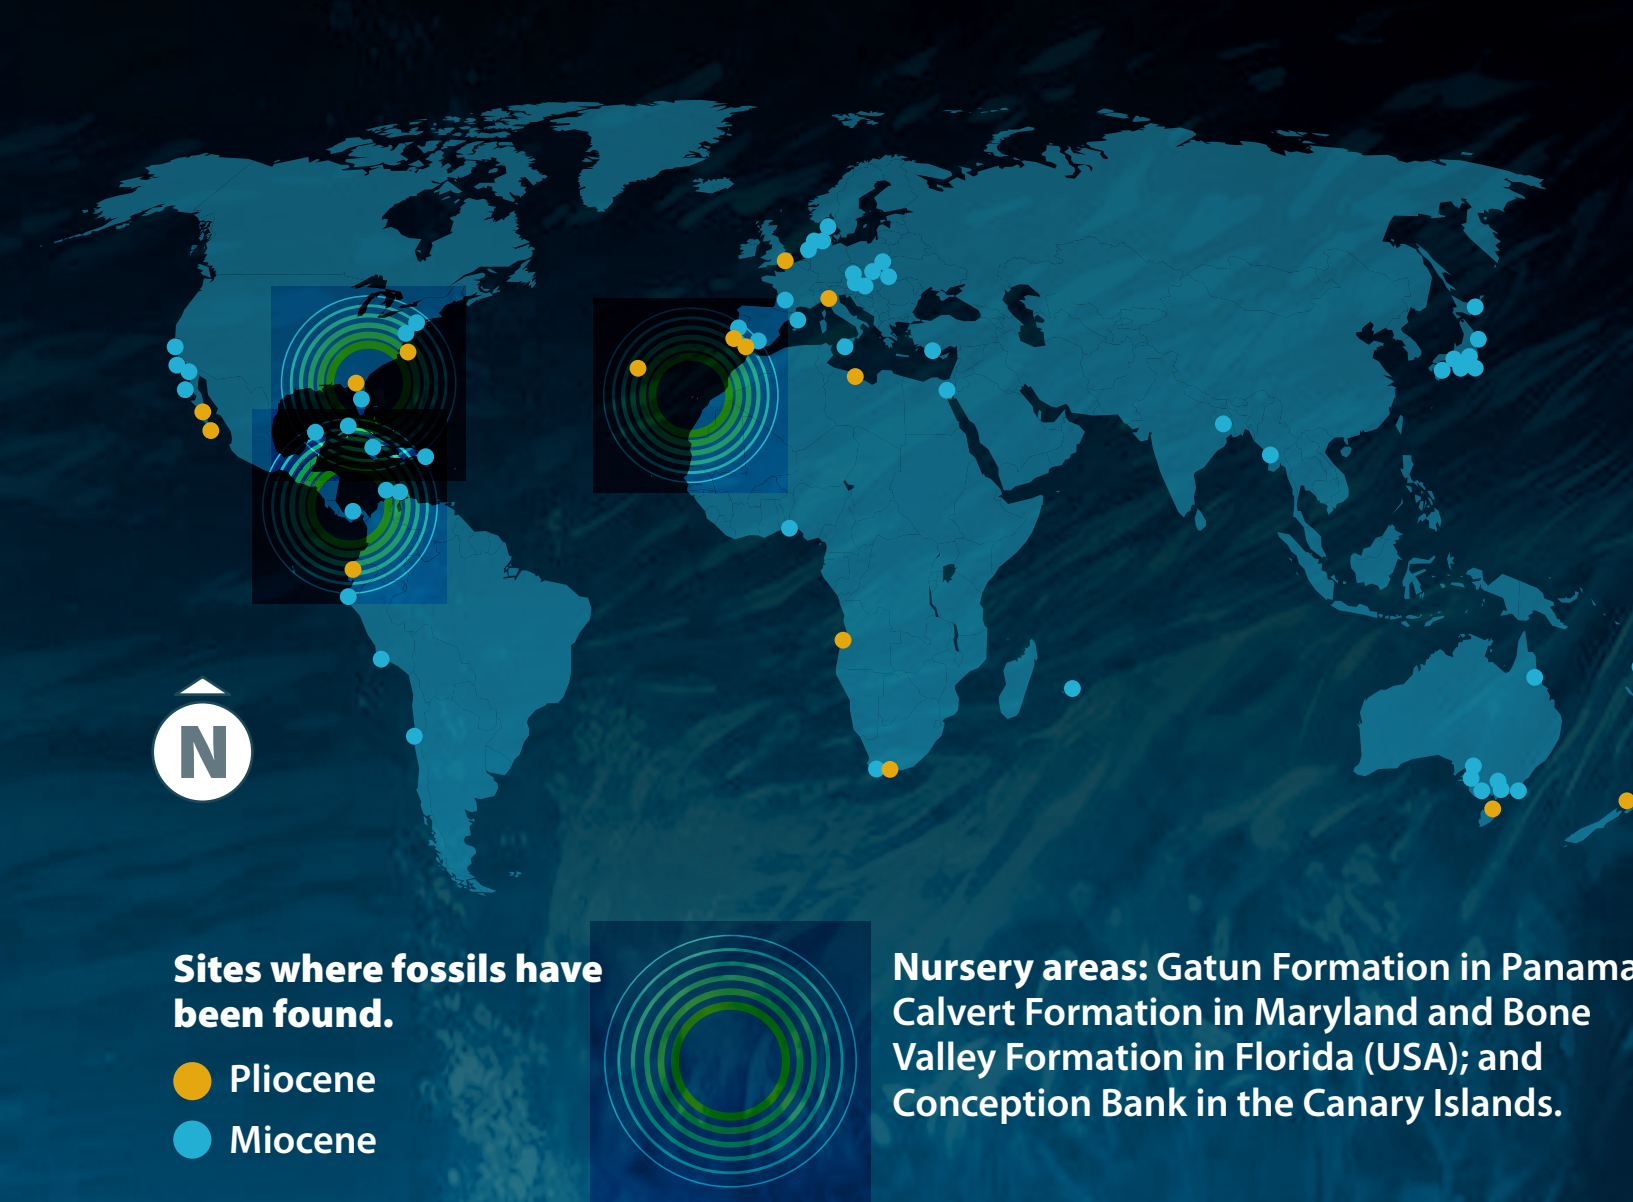 N
Sites where fossils have
been found.
Pliocene
Miocene
Nursery areas: Gatun Formation in Panama
Calvert Formation in Maryland and Bone
Valley Formation in Florida (USA); and
Conception Bank in the Canary Islands.